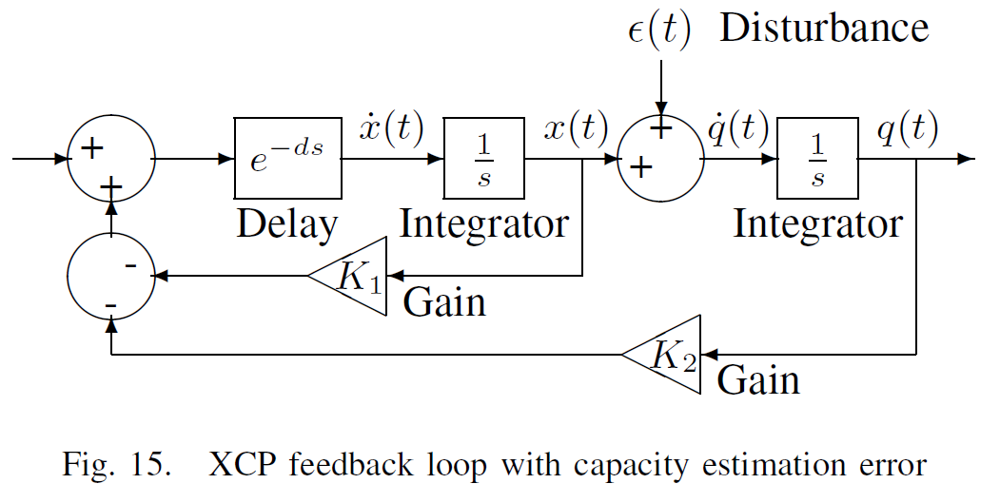 ϵ(t) Disturbance
+ + e^{-ds} ẋ(t) 1/s x(t) + + q̇(t) 1/s q(t)
Delay Integrator Integrator
- - K₁ Gain
K₂ Gain
Fig. 15. XCP feedback loop with capacity estimation error